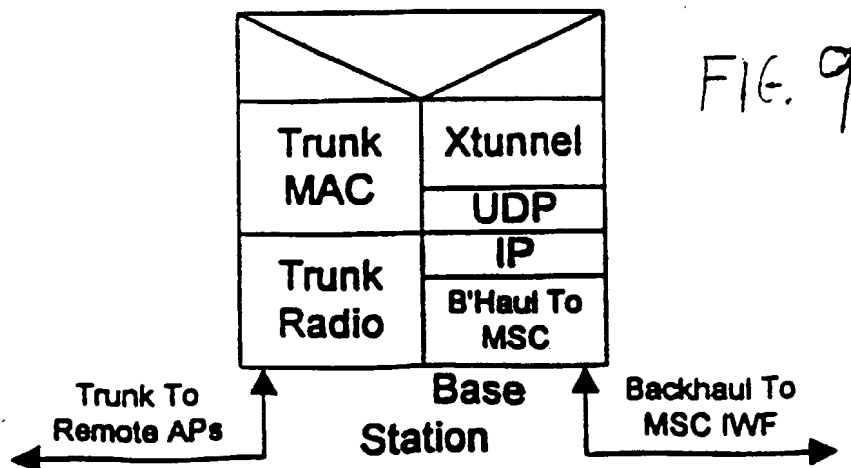 FIG. 9
Trunk
MAC
Xtunnel
UDP
IP
Trunk
Radio
B'Haul To
MSC
Trunk To
Remote APs
Base
Station
Backhaul To
MSC IWF